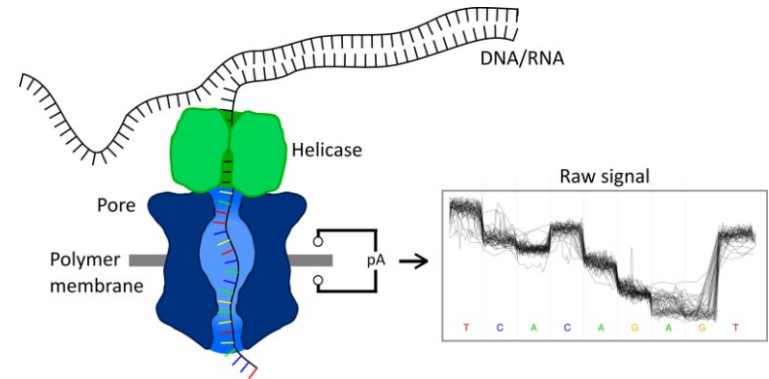 DNA/RNA
Helicase
Raw signal
Pore
Polymer
membrane
pA
T C A C A G A G T